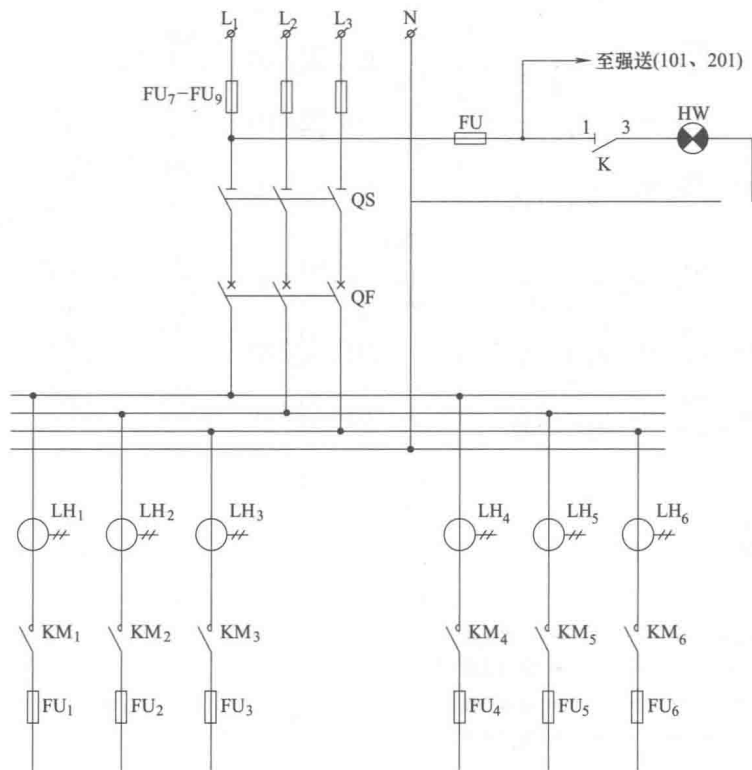 L₁ L₂ L₃ N
至强送(101、201)
FU₇-FU₉
FU
1 3
HW
K
QS
QF
LH₁ LH₂ LH₃ LH₄ LH₅ LH₆
KM₁ KM₂ KM₃ KM₄ KM₅ KM₆
FU₁ FU₂ FU₃ FU₄ FU₅ FU₆